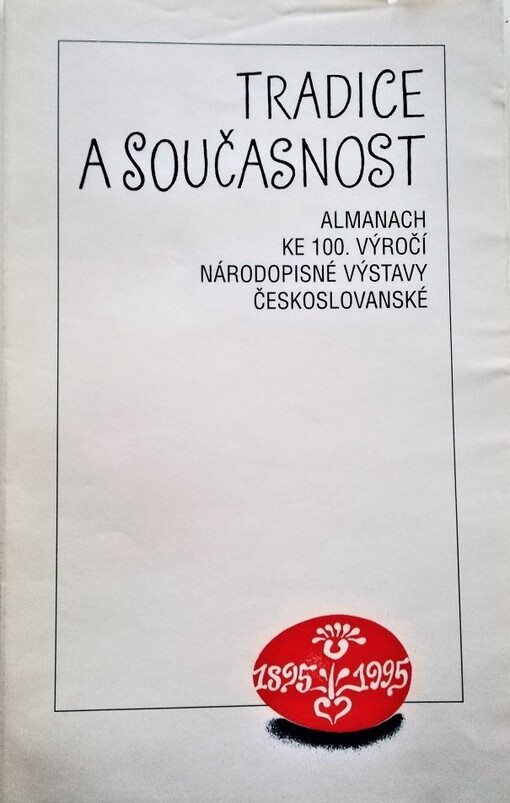 TRADICE
A SOUČASNOST
ALMANACH
KE 100. VÝROČÍ
NÁRODOPISNÉ VÝSTAVY
ČESKOSLOVANSKÉ
1895 1995